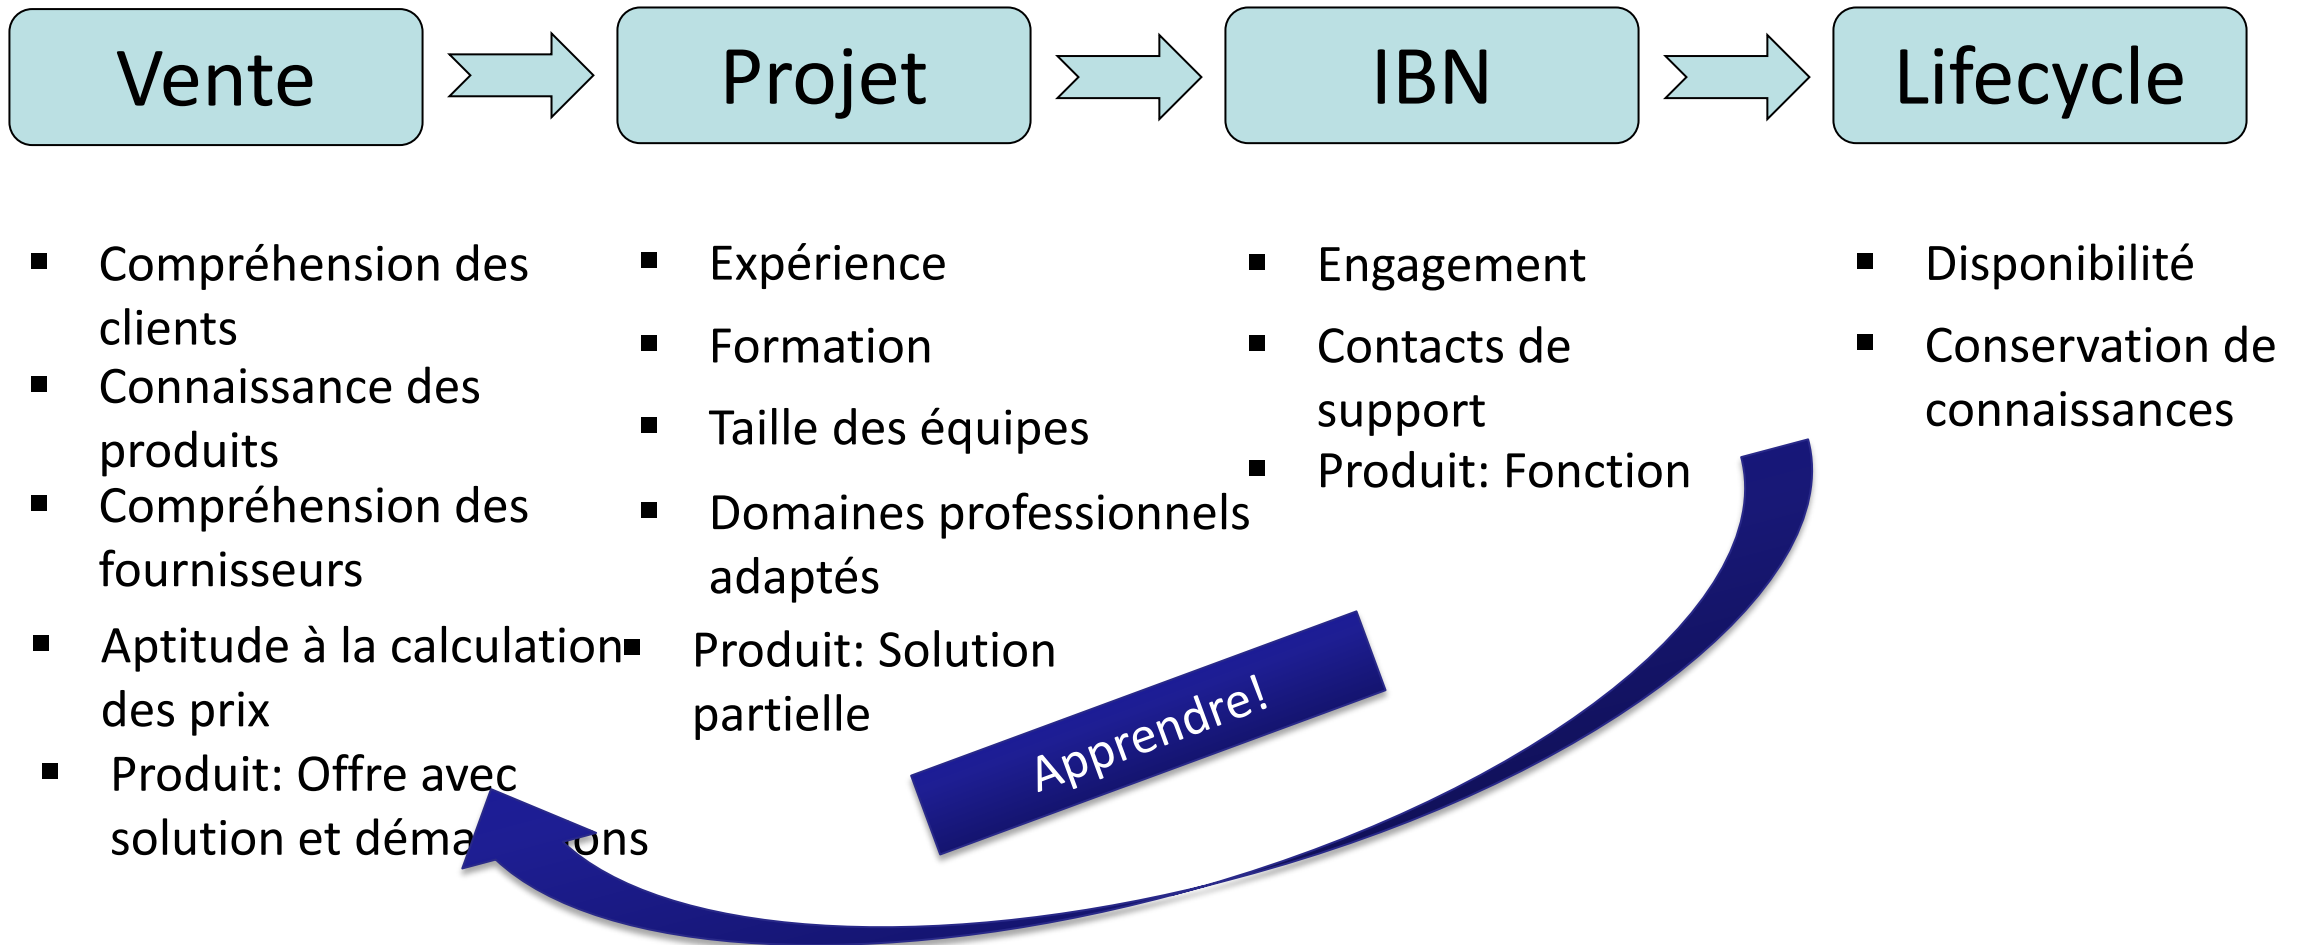 Vente
Projet
IBN
Lifecycle
Compréhension des
clients
Connaissance des
produits
Compréhension des
fournisseurs
Aptitude à la calculation
des prix
Produit: Offre avec
solution et
Expérience
Formation
Taille des équipes
Domaines professionnels
adaptés
Produit: Solution
partielle
Engagement
Contacts de
support
Produit: Fonction
Disponibilité
Conservation de
connaissances
Apprendre!